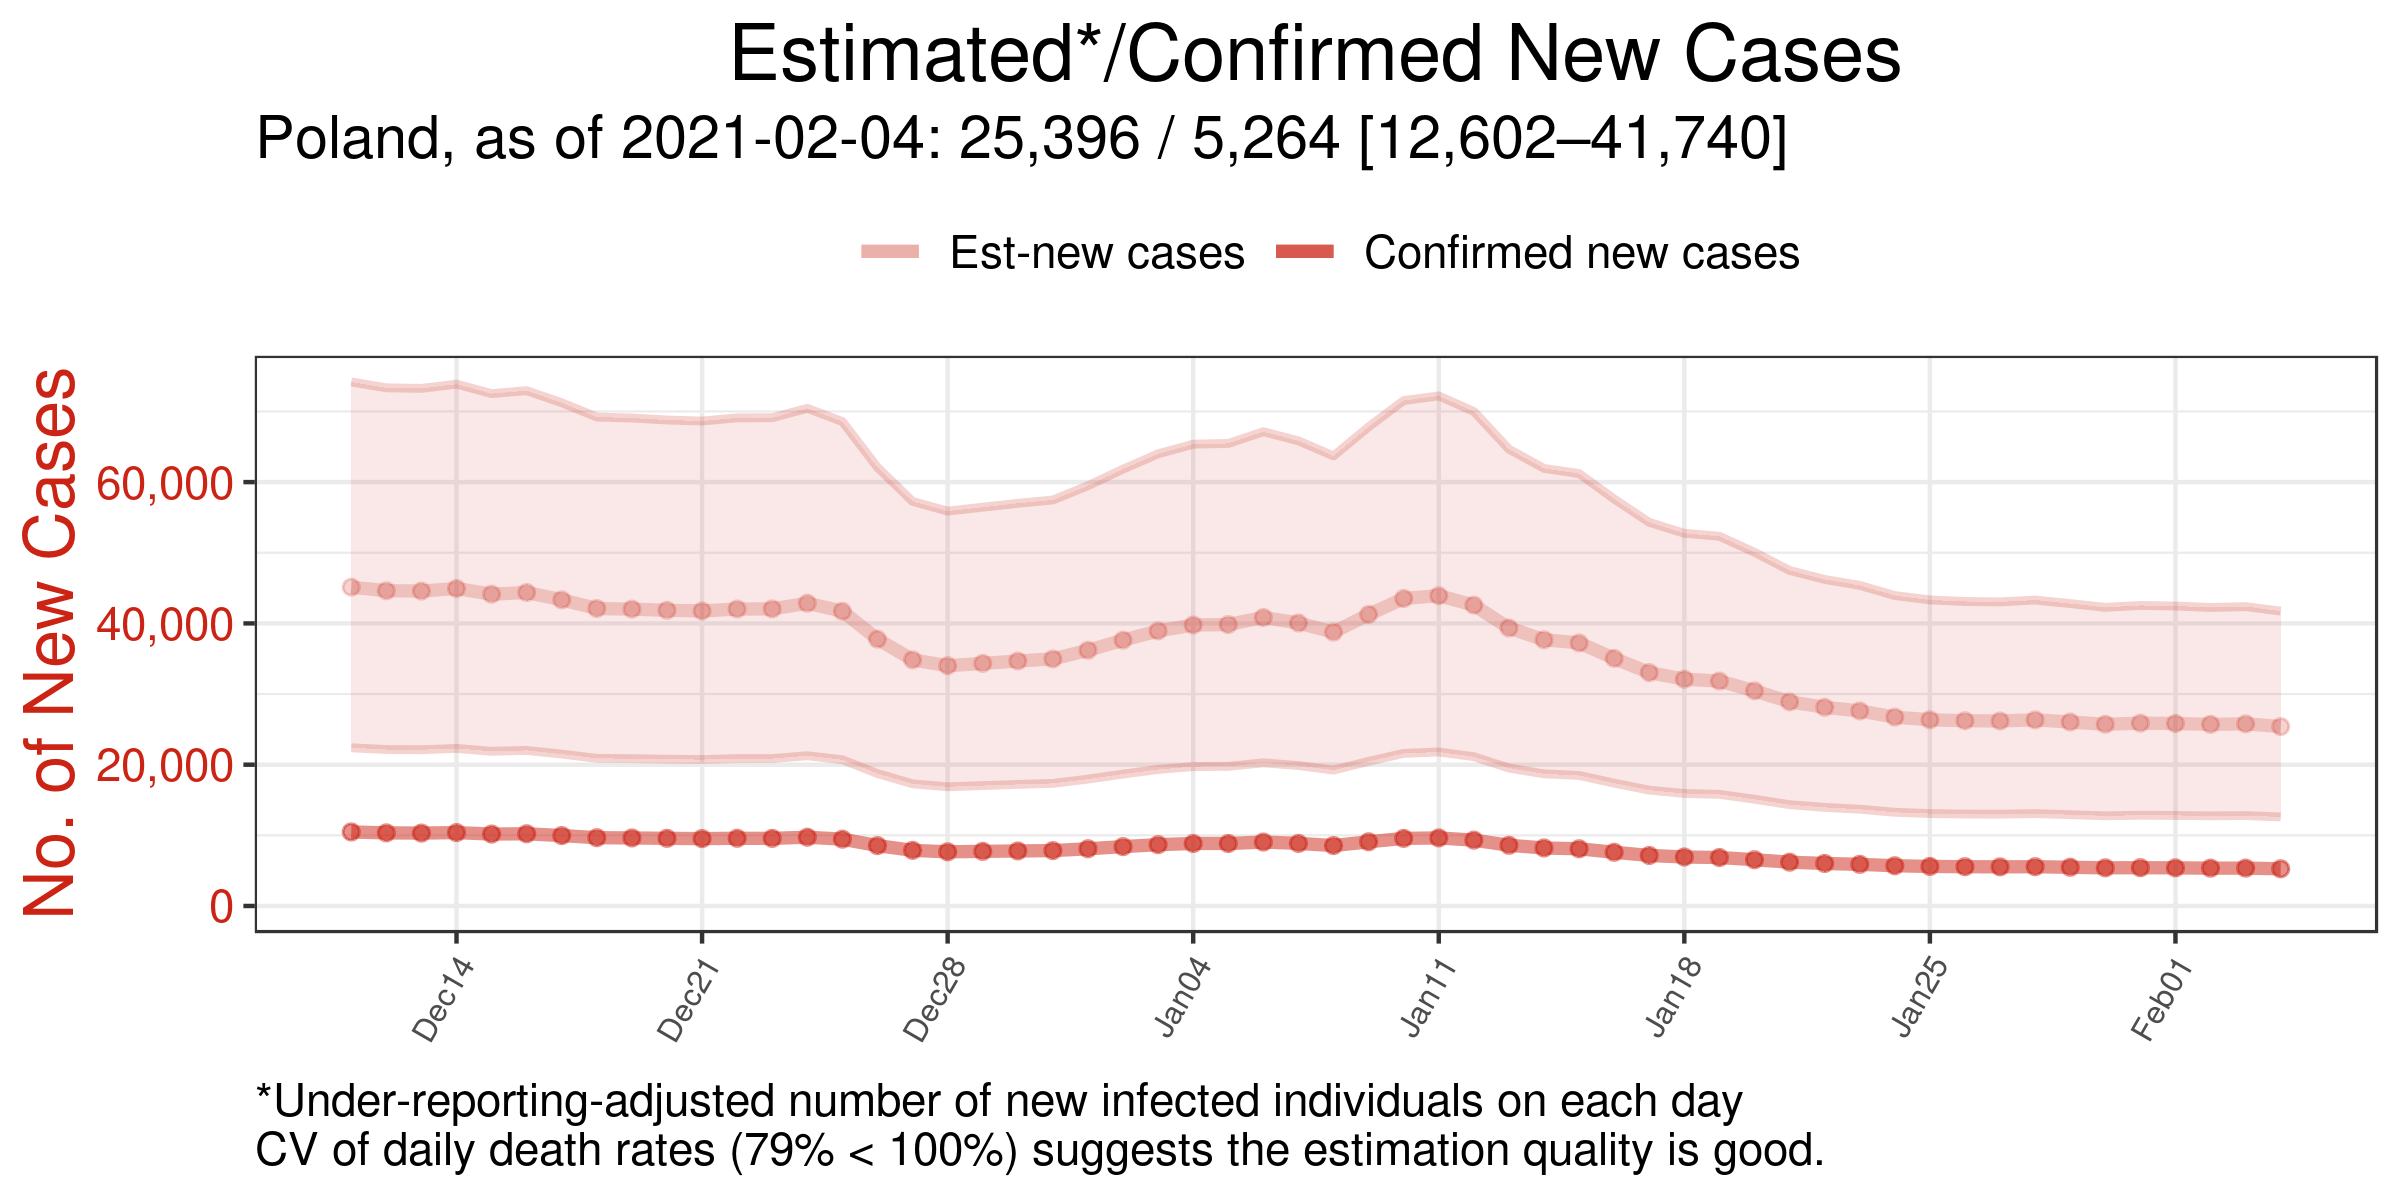 Estimated*/Confirmed New Cases
Poland, as of 2021-02-04: 25,396 / 5,264 [12,602–41,740]
Est-new cases
Confirmed new cases
No. of New Cases
60,000
40,000
20,000
0
Dec14
Dec21
Dec28
Jan04
Jan11
Jan18
Jan25
Feb01
*Under-reporting-adjusted number of new infected individuals on each day
CV of daily death rates (79% < 100%) suggests the estimation quality is good.